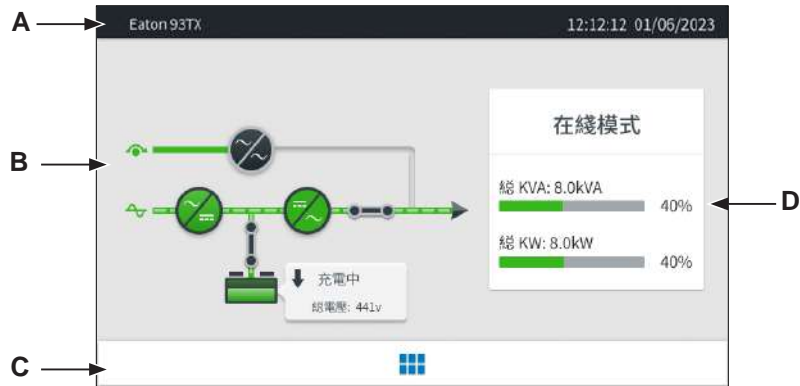 A
Eaton 93TX
12:12:12 01/06/2023
在綫模式
B
總 KVA: 8.0kVA
40%
D
總 KW: 8.0kW
40%
充電中
總電壓: 441v
C